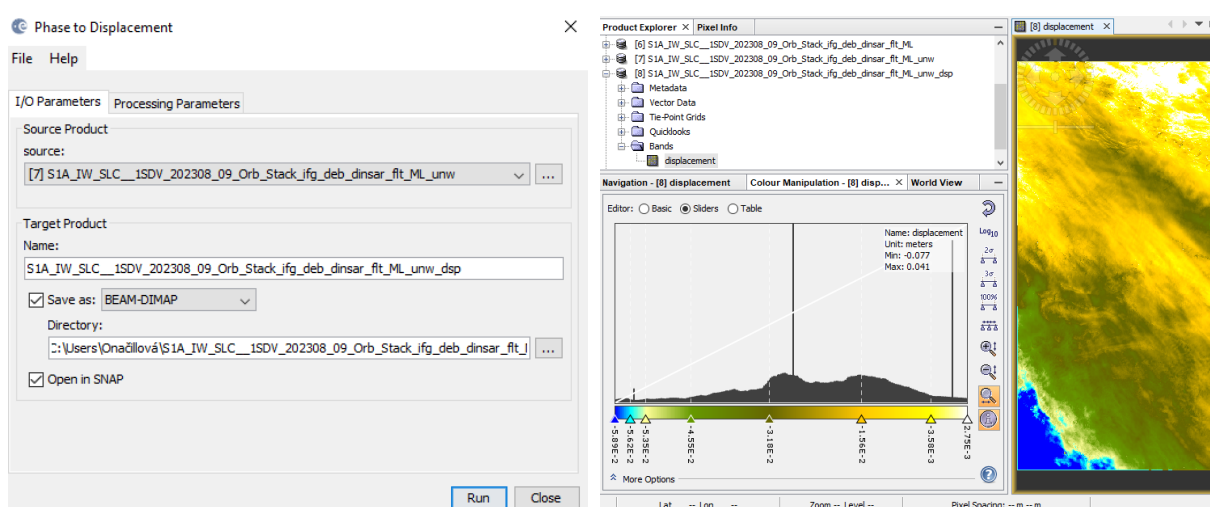 Phase to Displacement
File Help
I/O Parameters Processing Parameters
Source Product
source:
[7] S1A_IW_SLC__1SDV_202308_09_Orb_Stack_ifg_deb_dinsar_flt_ML_unw
...
Target Product
Name:
S1A_IW_SLC__1SDV_202308_09_Orb_Stack_ifg_deb_dinsar_flt_ML_unw_dsp
Save as: BEAM-DIMAP
Directory:
:\Users\Onačillová\S1A_IW_SLC__1SDV_202308_09_Orb_Stack_ifg_deb_dinsar_flt_
...
Open in SNAP
Run Close
Product Explorer Pixel Info
[6] S1A_IW_SLC__1SDV_202308_09_Orb_Stack_ifg_deb_dinsar_flt_ML
[7] S1A_IW_SLC__1SDV_202308_09_Orb_Stack_ifg_deb_dinsar_flt_ML_unw
[8] S1A_IW_SLC__1SDV_202308_09_Orb_Stack_ifg_deb_dinsar_flt_ML_unw_dsp
Metadata
Vector Data
Tie-Point Grids
Quicklooks
Bands
displacement
Navigation - [8] displacement Colour Manipulation - [8] disp... World View
Editor: Basic Sliders Table
Name: displacement
Unit: meters
Min: -0.077
Max: 0.041
Log10
2σ
3σ
100%
-5.89E-2
-5.62E-2
-5.35E-2
-4.55E-2
-3.18E-2
-1.56E-2
-3.58E-3
2.75E-3
More Options
Lat -- Lon -- Zoom -- Level -- Pixel Spacing: -- m -- m
[8] displacement